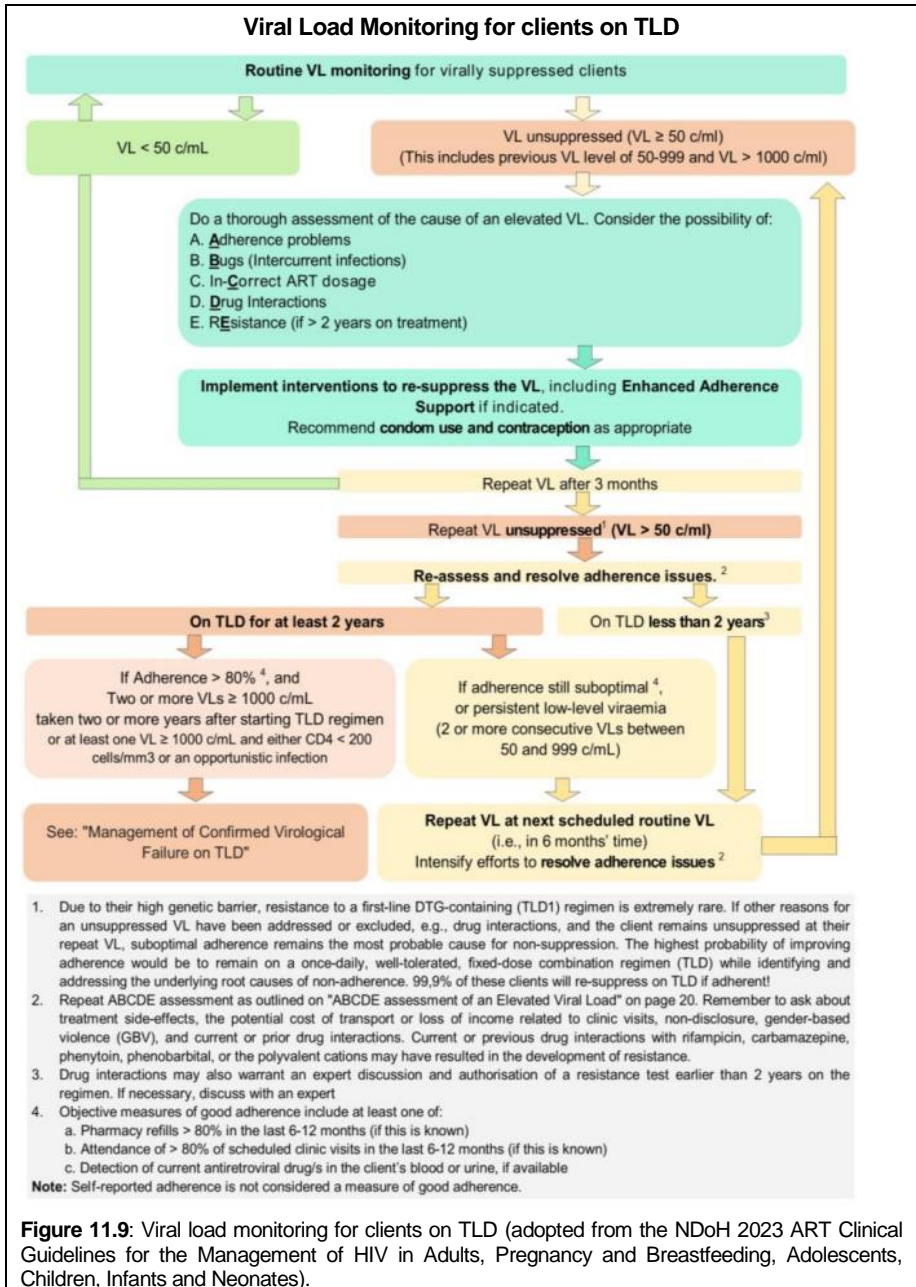 Viral Load Monitoring for clients on TLD
Routine VL monitoring for virally suppressed clients
VL < 50 c/mL
VL unsuppressed (VL ≥ 50 c/ml)
(This includes previous VL level of 50-999 and VL > 1000 c/ml)
Do a thorough assessment of the cause of an elevated VL. Consider the possibility of:
A. Adherence problems
B. Bugs (Intercurrent infections)
C. In-Correct ART dosage
D. Drug Interactions
E. REsistance (if > 2 years on treatment)
Implement interventions to re-suppress the VL, including Enhanced Adherence
Support if indicated.
Recommend condom use and contraception as appropriate
Repeat VL after 3 months
Repeat VL unsuppressed¹ (VL > 50 c/ml)
Re-assess and resolve adherence issues. ²
On TLD for at least 2 years
On TLD less than 2 years³
If Adherence > 80% ⁴, and
Two or more VLs ≥ 1000 c/mL
taken two or more years after starting TLD regimen
or at least one VL ≥ 1000 c/mL and either CD4 < 200
cells/mm3 or an opportunistic infection
If adherence still suboptimal ⁴,
or persistent low-level viraemia
(2 or more consecutive VLs between
50 and 999 c/mL)
See: "Management of Confirmed Virological
Failure on TLD"
Repeat VL at next scheduled routine VL
(i.e., in 6 months' time)
Intensify efforts to resolve adherence issues ²
1. Due to their high genetic barrier, resistance to a first-line DTG-containing (TLD1) regimen is extremely rare. If other reasons for
an unsuppressed VL have been addressed or excluded, e.g., drug interactions, and the client remains unsuppressed at their
repeat VL, suboptimal adherence remains the most probable cause for non-suppression. The highest probability of improving
adherence would be to remain on a once-daily, well-tolerated, fixed-dose combination regimen (TLD) while identifying and
addressing the underlying root causes of non-adherence. 99,9% of these clients will re-suppress on TLD if adherent!
2. Repeat ABCDE assessment as outlined on "ABCDE assessment of an Elevated Viral Load" on page 20. Remember to ask about
treatment side-effects, the potential cost of transport or loss of income related to clinic visits, non-disclosure, gender-based
violence (GBV), and current or prior drug interactions. Current or previous drug interactions with rifampicin, carbamazepine,
phenytoin, phenobarbital, or the polyvalent cations may have resulted in the development of resistance.
3. Drug interactions may also warrant an expert discussion and authorisation of a resistance test earlier than 2 years on the
regimen. If necessary, discuss with an expert
4. Objective measures of good adherence include at least one of:
a. Pharmacy refills > 80% in the last 6-12 months (if this is known)
b. Attendance of > 80% of scheduled clinic visits in the last 6-12 months (if this is known)
c. Detection of current antiretroviral drug/s in the client's blood or urine, if available
Note: Self-reported adherence is not considered a measure of good adherence.
Figure 11.9: Viral load monitoring for clients on TLD (adopted from the NDoH 2023 ART Clinical
Guidelines for the Management of HIV in Adults, Pregnancy and Breastfeeding, Adolescents,
Children, Infants and Neonates).